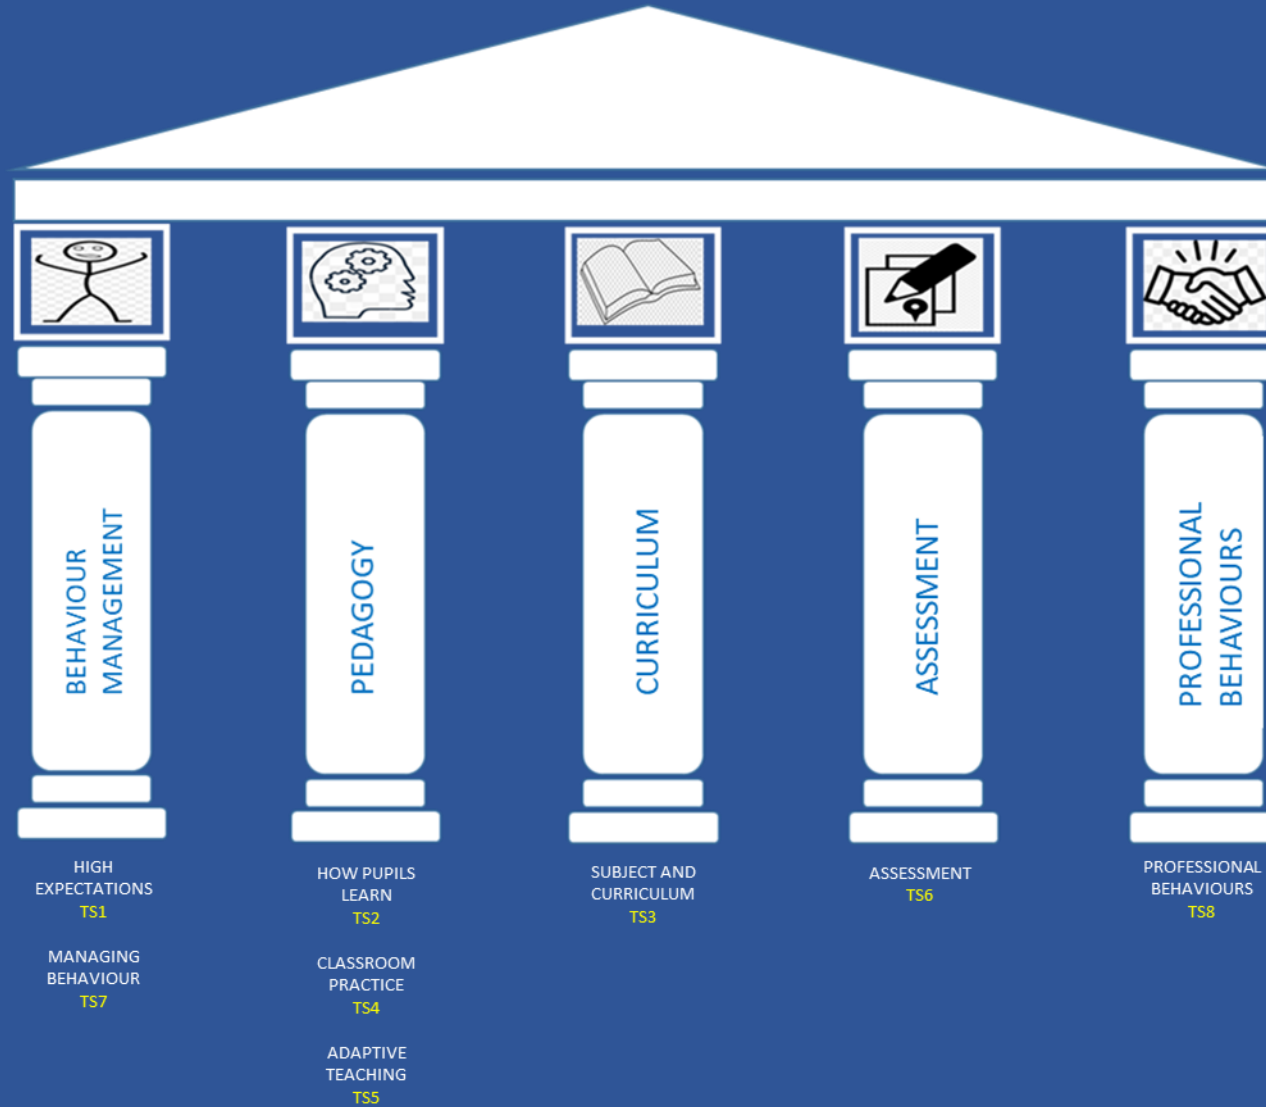 BEHAVIOUR
MANAGEMENT
PEDAGOGY
CURRICULUM
ASSESSMENT
PROFESSIONAL
BEHAVIOURS
HIGH
EXPECTATIONS
TS1
MANAGING
BEHAVIOUR
TS7
HOW PUPILS
LEARN
TS2
CLASSROOM
PRACTICE
TS4
ADAPTIVE
TEACHING
TS5
SUBJECT AND
CURRICULUM
TS3
ASSESSMENT
TS6
PROFESSIONAL
BEHAVIOURS
TS8